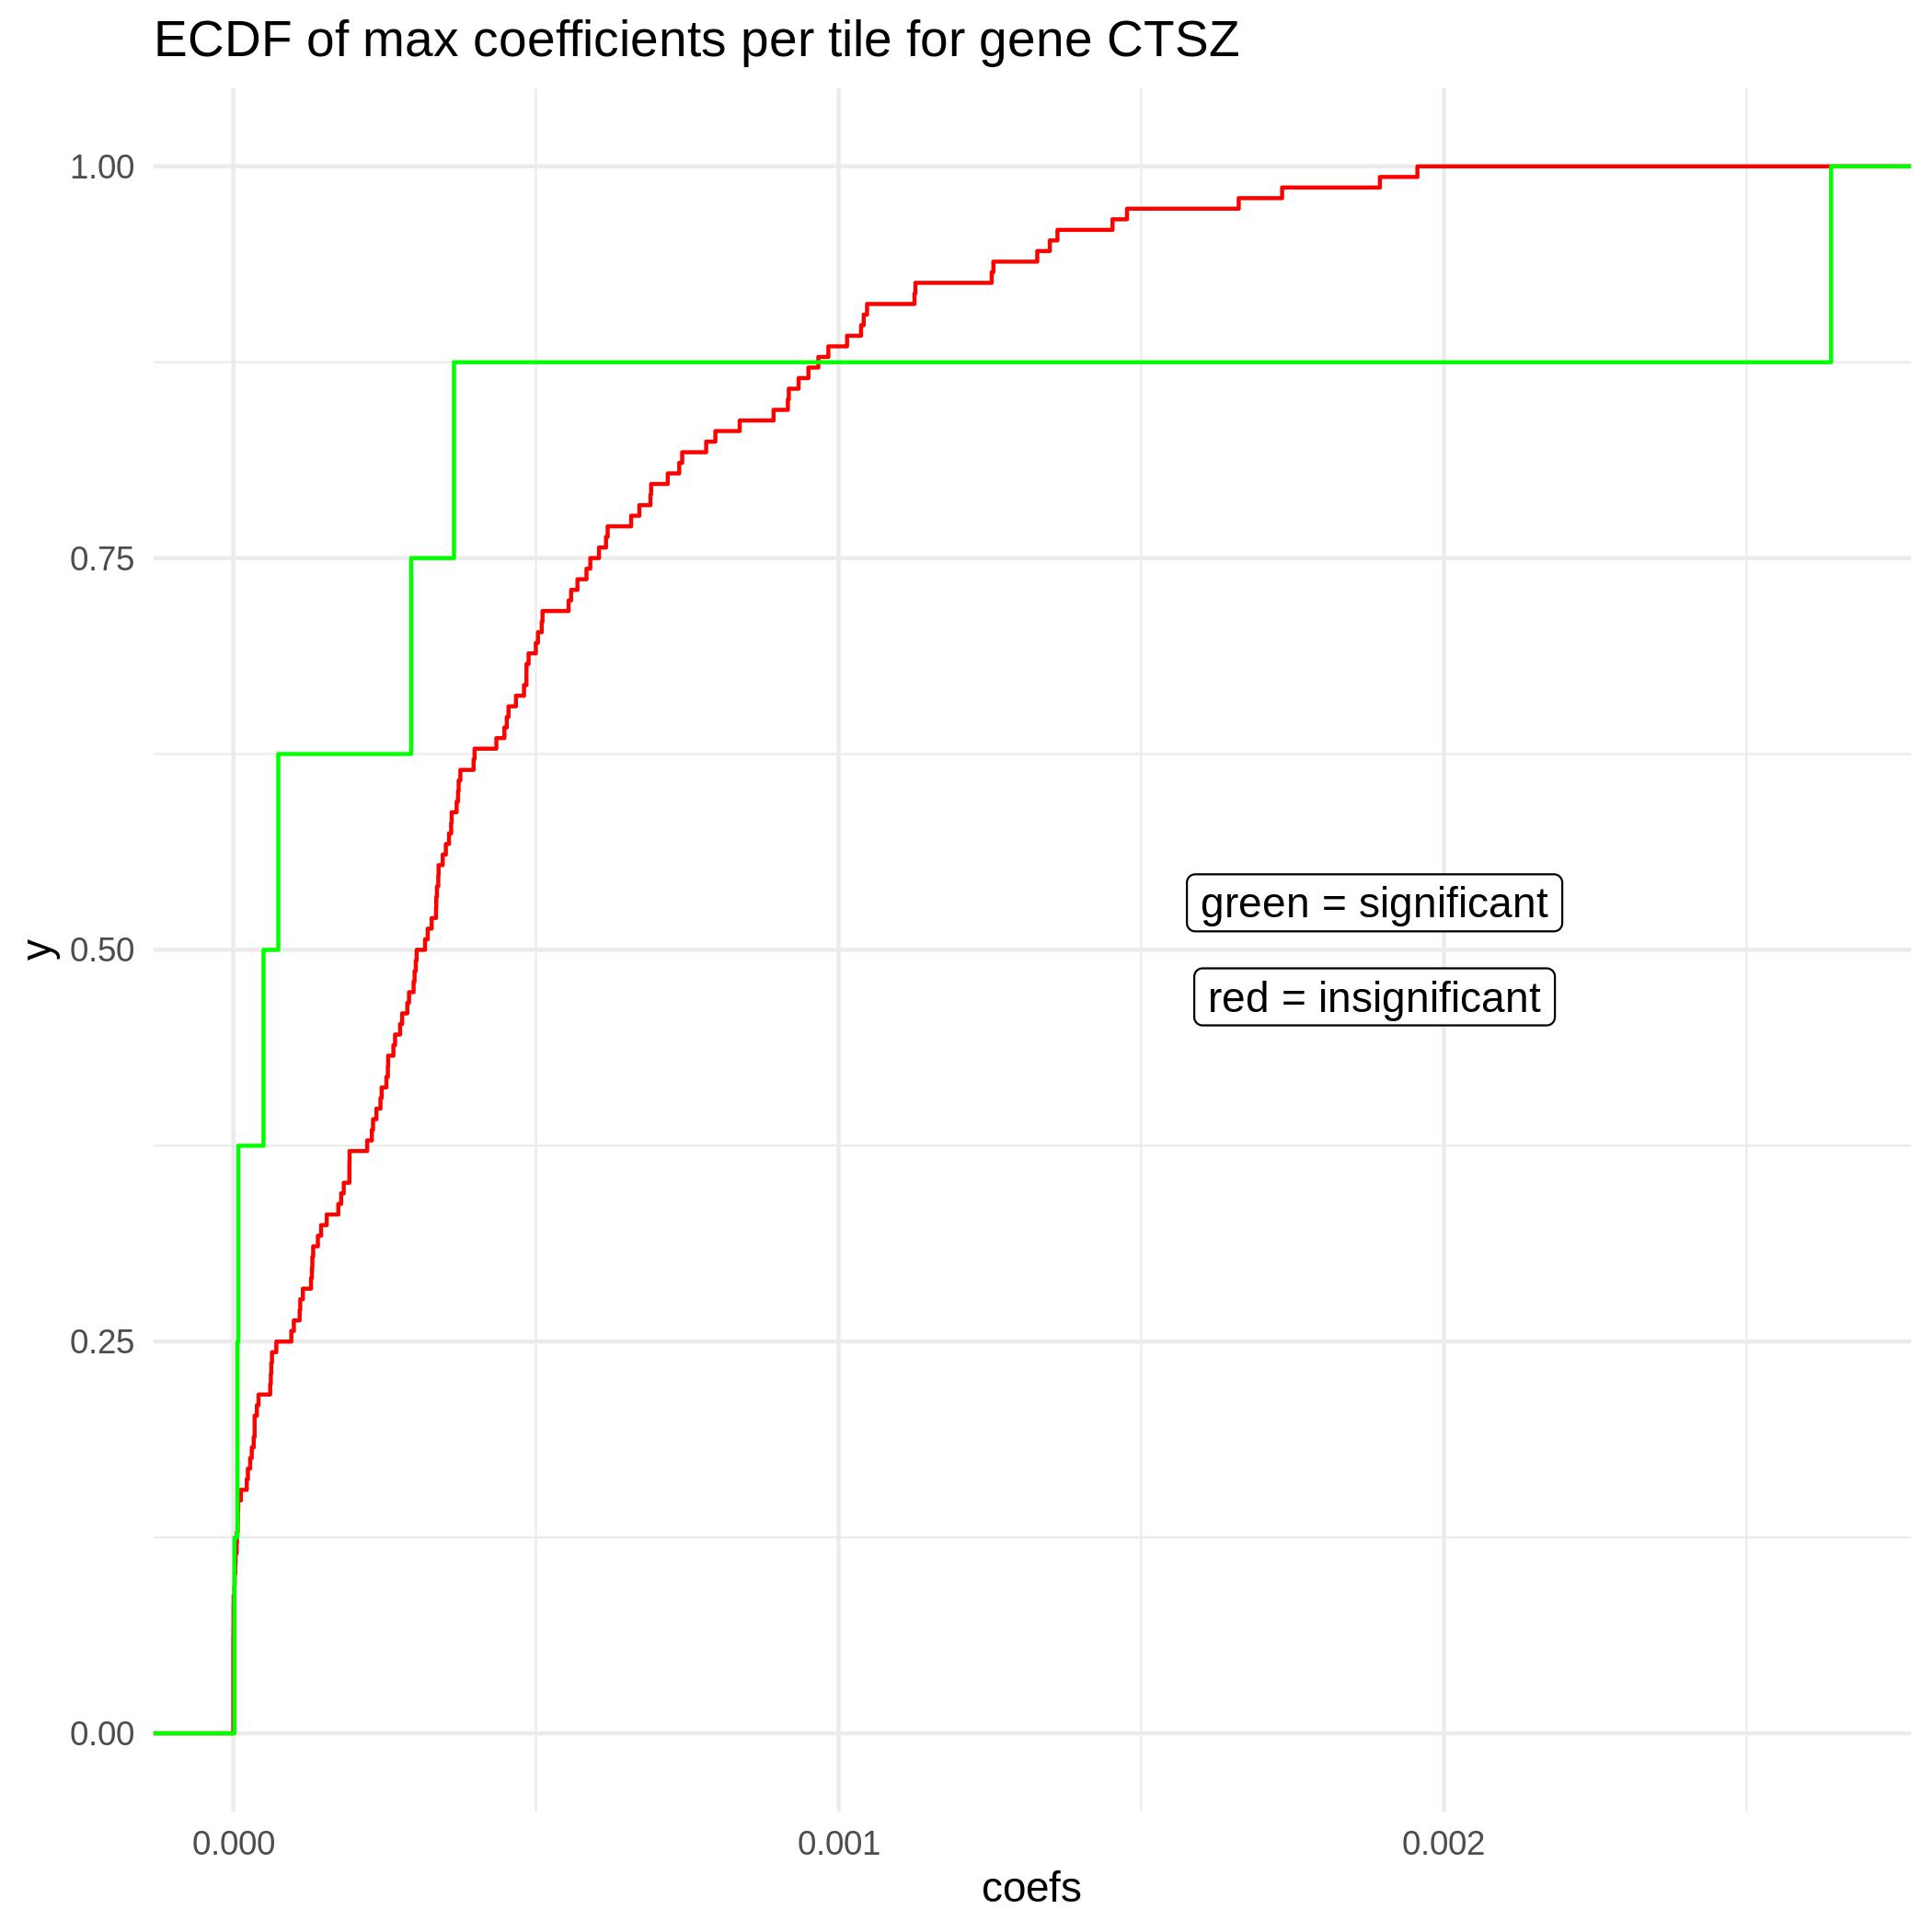 ECDF of max coefficients per tile for gene CTSZ
1.00
0.75
0.50
0.25
0.00
y
green = significant
red = insignificant
0.000 0.001 0.002
coefs